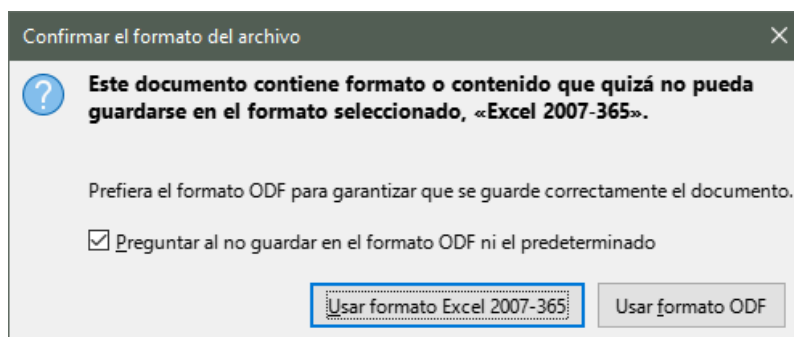 Confirmar el formato del archivo
Este documento contiene formato o contenido que quizá no pueda
guardarse en el formato seleccionado, «Excel 2007-365».
Prefiera el formato ODF para garantizar que se guarde correctamente el documento.
Preguntar al no guardar en el formato ODF ni el predeterminado
Usar formato Excel 2007-365 Usar formato ODF